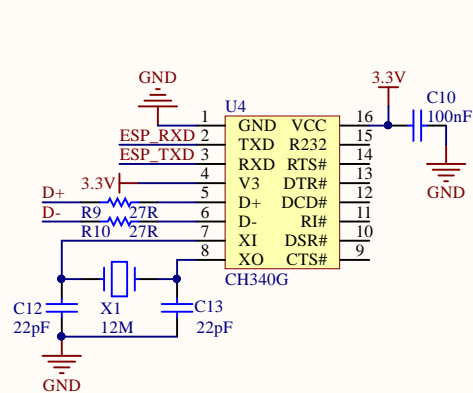 GND
3.3V
U4
C10
100nF
1 GND VCC 16
ESP_RXD 2 TXD R232 15
ESP_TXD 3 RXD RTS# 14
3.3V 4 V3 DTR# 13
D+ 5 D+ DCD# 12
R9 27R
D- 6 D- RI# 11
R10 27R
7 XI DSR# 10
8 XO CTS# 9
GND
CH340G
C12
22pF
X1
12M
C13
22pF
GND